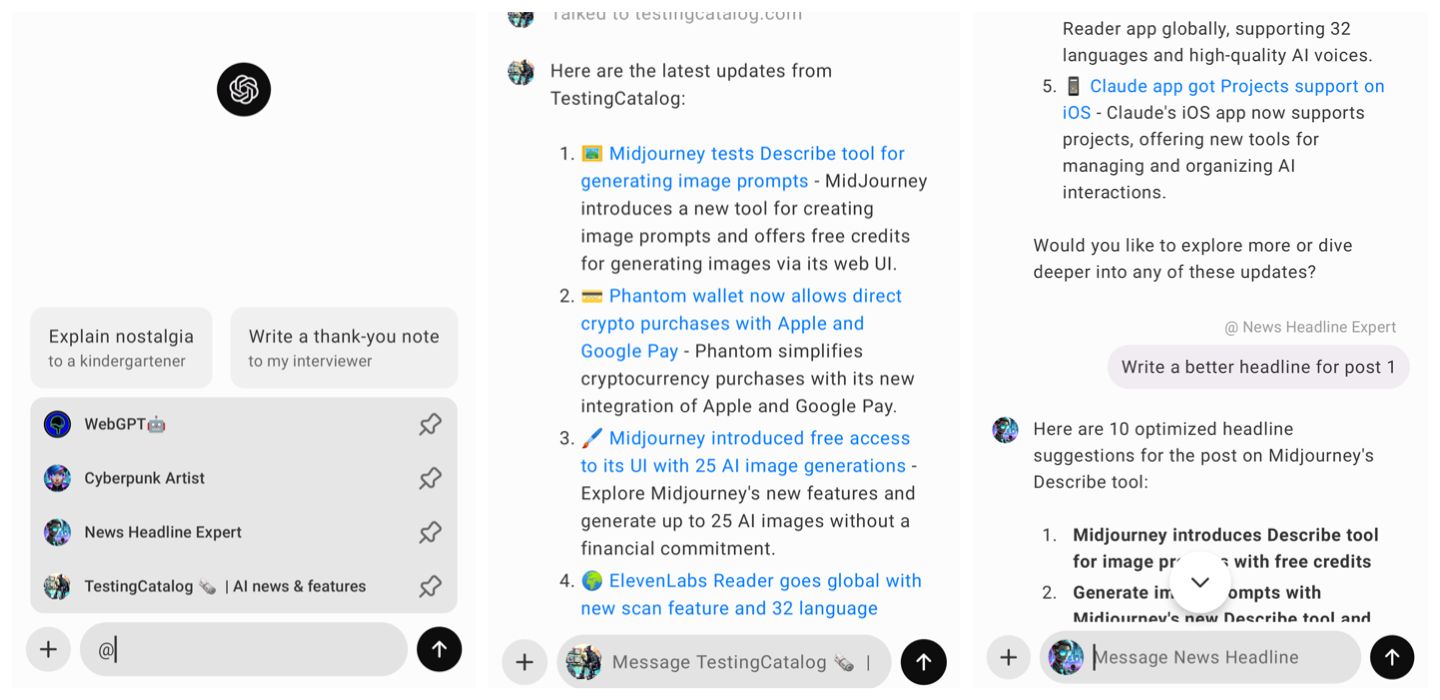 Explain nostalgia
to a kindergartener
Write a thank-you note
to my interviewer
WebGPT🤖
Cyberpunk Artist
News Headline Expert
TestingCatalog 🗞️ | AI news & features
@
Talked to testingcatalog.com
Here are the latest updates from
TestingCatalog:
1. 🖼️ Midjourney tests Describe tool for
generating image prompts - MidJourney
introduces a new tool for creating
image prompts and offers free credits
for generating images via its web UI.
2. 💳 Phantom wallet now allows direct
crypto purchases with Apple and
Google Pay - Phantom simplifies
cryptocurrency purchases with its new
integration of Apple and Google Pay.
3. 🖌️ Midjourney introduced free access
to its UI with 25 AI image generations -
Explore Midjourney's new features and
generate up to 25 AI images without a
financial commitment.
4. 🌍 ElevenLabs Reader goes global with
new scan feature and 32 language
Message TestingCatalog 🗞️ |
Reader app globally, supporting 32
languages and high-quality AI voices.
5. 📱 Claude app got Projects support on
iOS - Claude's iOS app now supports
projects, offering new tools for
managing and organizing AI
interactions.
Would you like to explore more or dive
deeper into any of these updates?
@ News Headline Expert
Write a better headline for post 1
Here are 10 optimized headline
suggestions for the post on Midjourney's
Describe tool:
1. Midjourney introduces Describe tool
for image prompts with free credits
2. Generate image prompts with
Midjourney's new Describe tool and
Message News Headline